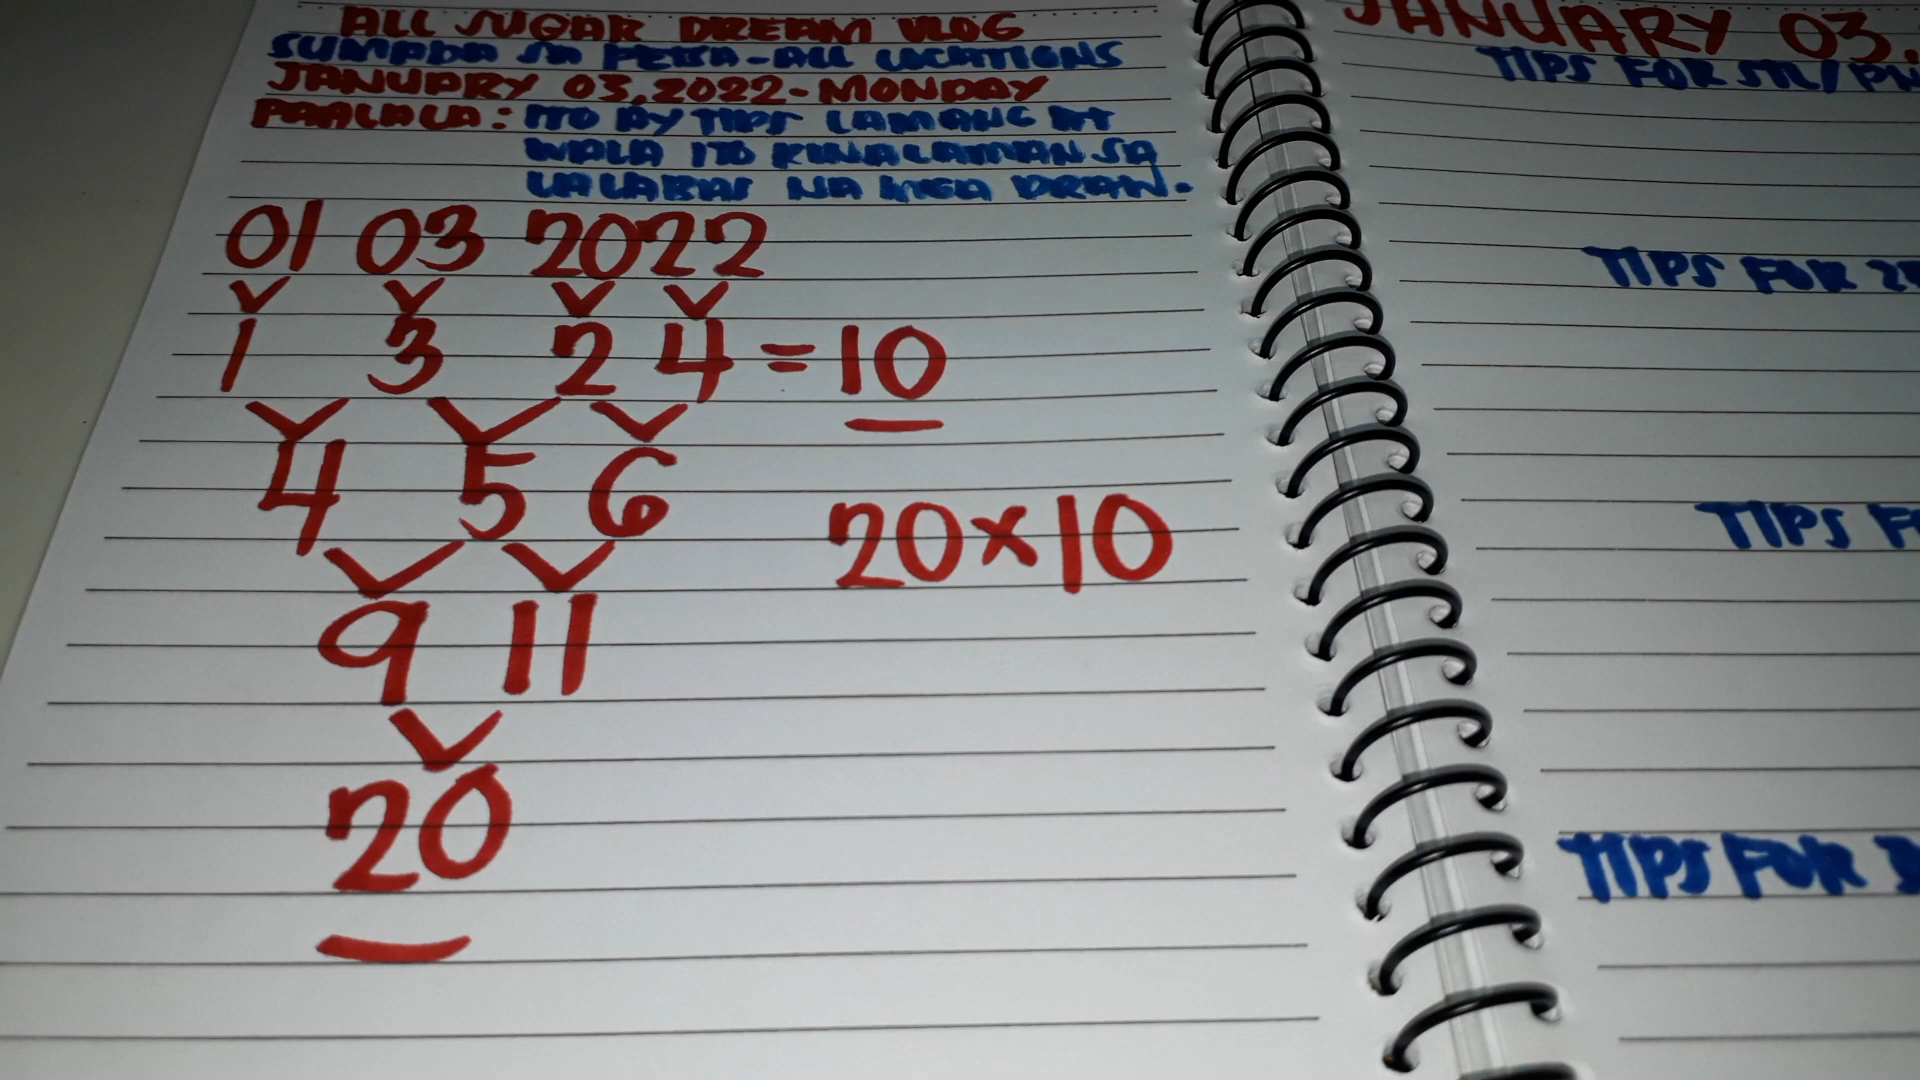 ALL SUGAR DREAM VLOG
SUMADA SA PETSA-ALL LOCATIONS
JANUARY 03,2022-MONDAY
PAALALA: ITO AY TIPS LAMANG AT
WALA ITO KINALAMAN SA
LALABAS NA MGA DRAW.
01 03 2022
1 3 2 4 = 10
4 5 6
20x10
9 11
20
JANUARY 03,
TIPS FOR STL/
TIPS FOR
TIPS
TIPS FOR